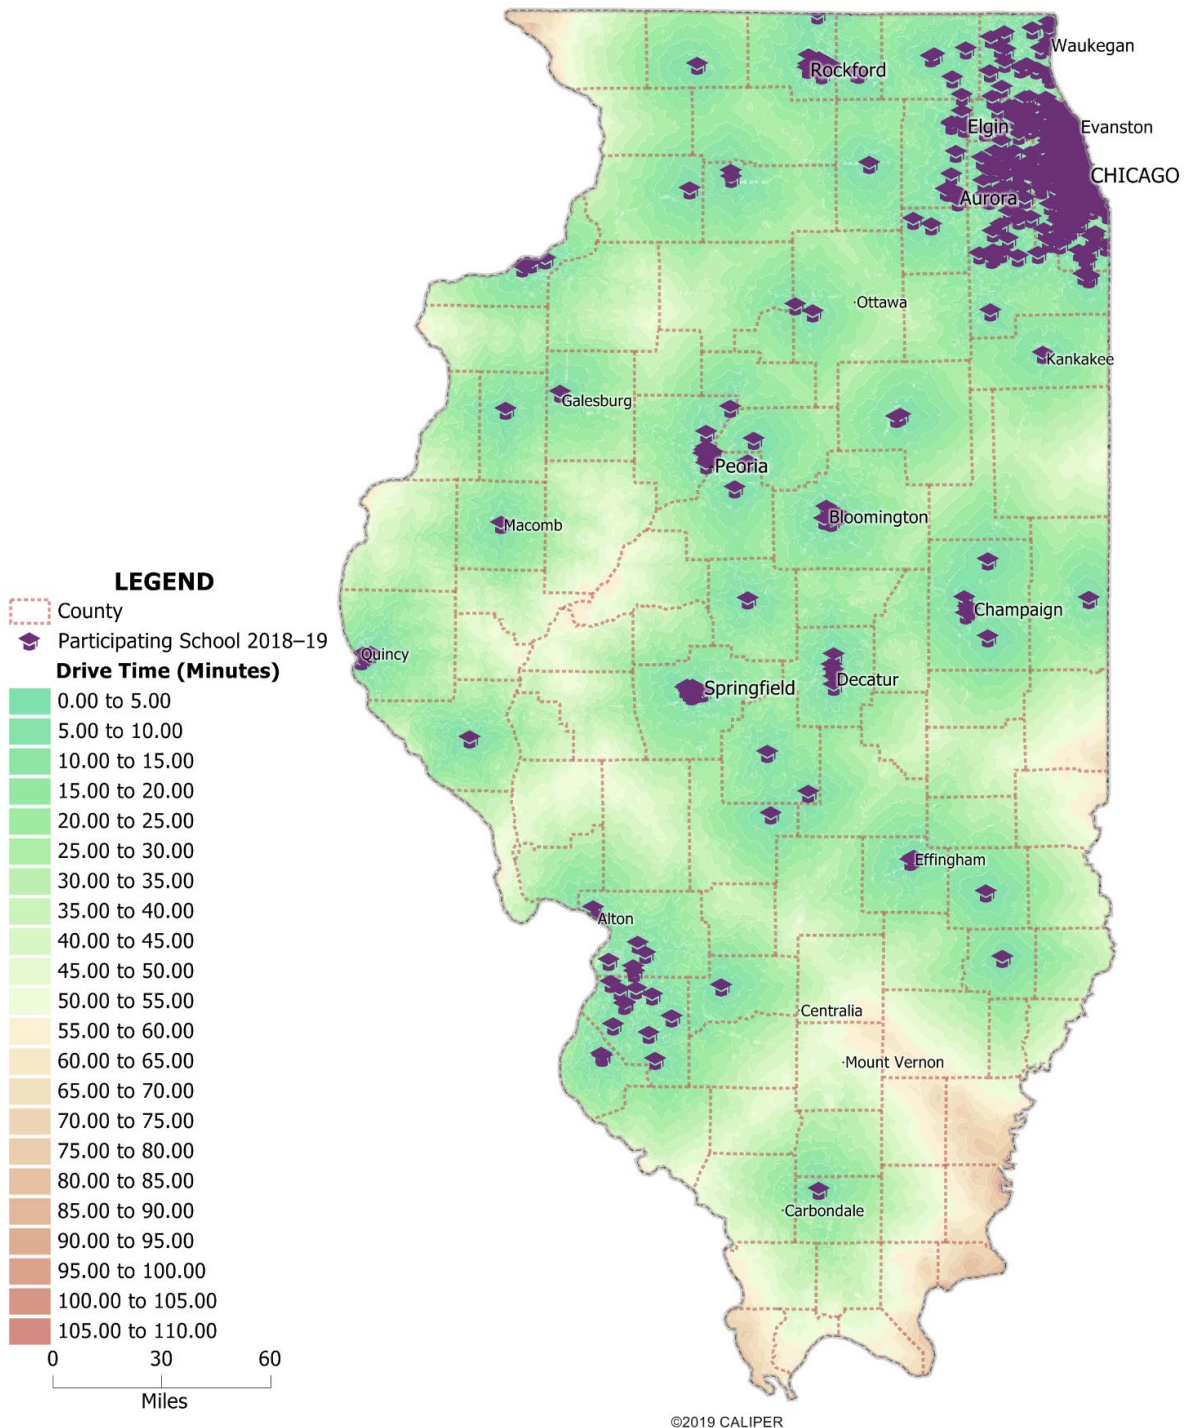 Waukegan
Rockford
Elgin
Evanston
CHICAGO
Aurora
Ottawa
Kankakee
Galesburg
Peoria
Bloomington
Macomb
LEGEND
County
Participating School 2018–19
Drive Time (Minutes)
0.00 to 5.00
5.00 to 10.00
10.00 to 15.00
15.00 to 20.00
20.00 to 25.00
25.00 to 30.00
30.00 to 35.00
35.00 to 40.00
40.00 to 45.00
45.00 to 50.00
50.00 to 55.00
55.00 to 60.00
60.00 to 65.00
65.00 to 70.00
70.00 to 75.00
75.00 to 80.00
80.00 to 85.00
85.00 to 90.00
90.00 to 95.00
95.00 to 100.00
100.00 to 105.00
105.00 to 110.00
0 30 60
Miles
Champaign
Quincy
Springfield
Decatur
Effingham
Alton
Centralia
Mount Vernon
Carbondale
©2019 CALIPER